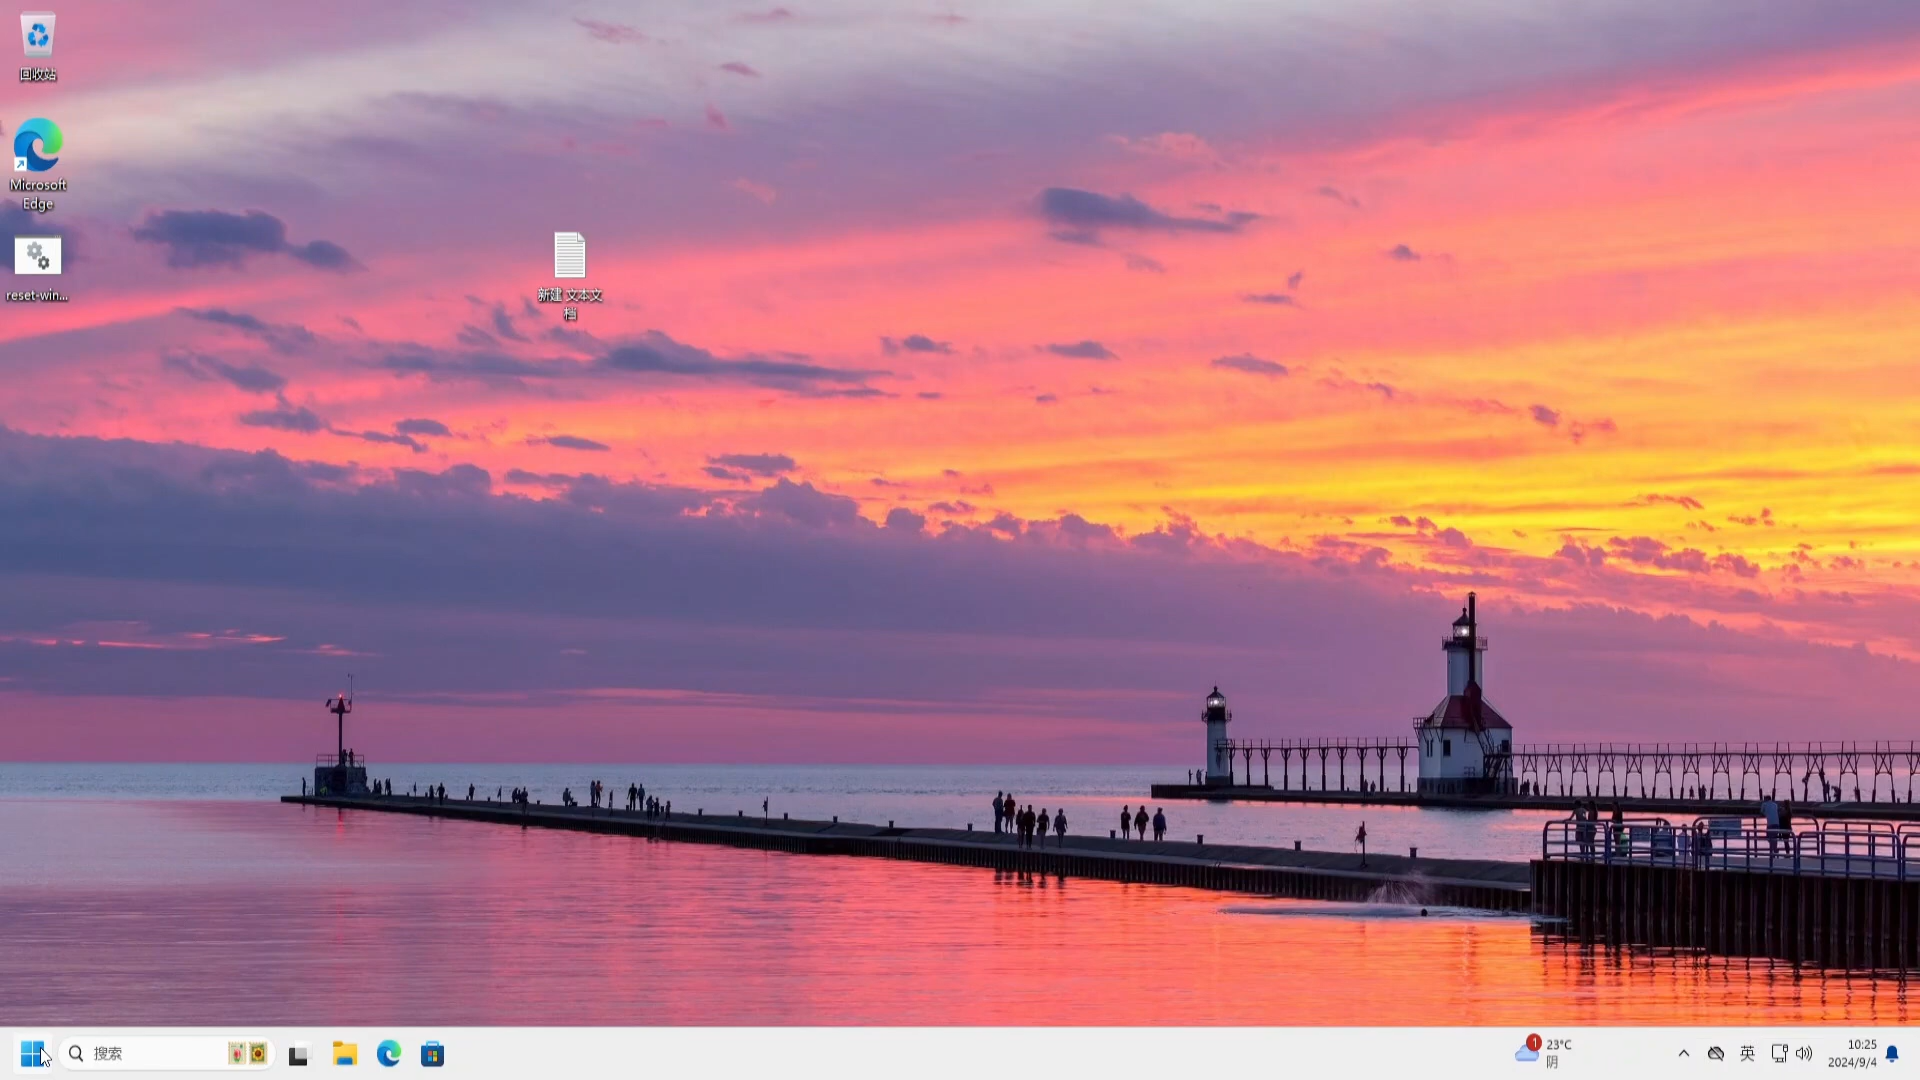 回收站
Microsoft
Edge
reset-win...
新建 文本文
档
搜索
1
23°C
阴
英
10:25
2024/9/4